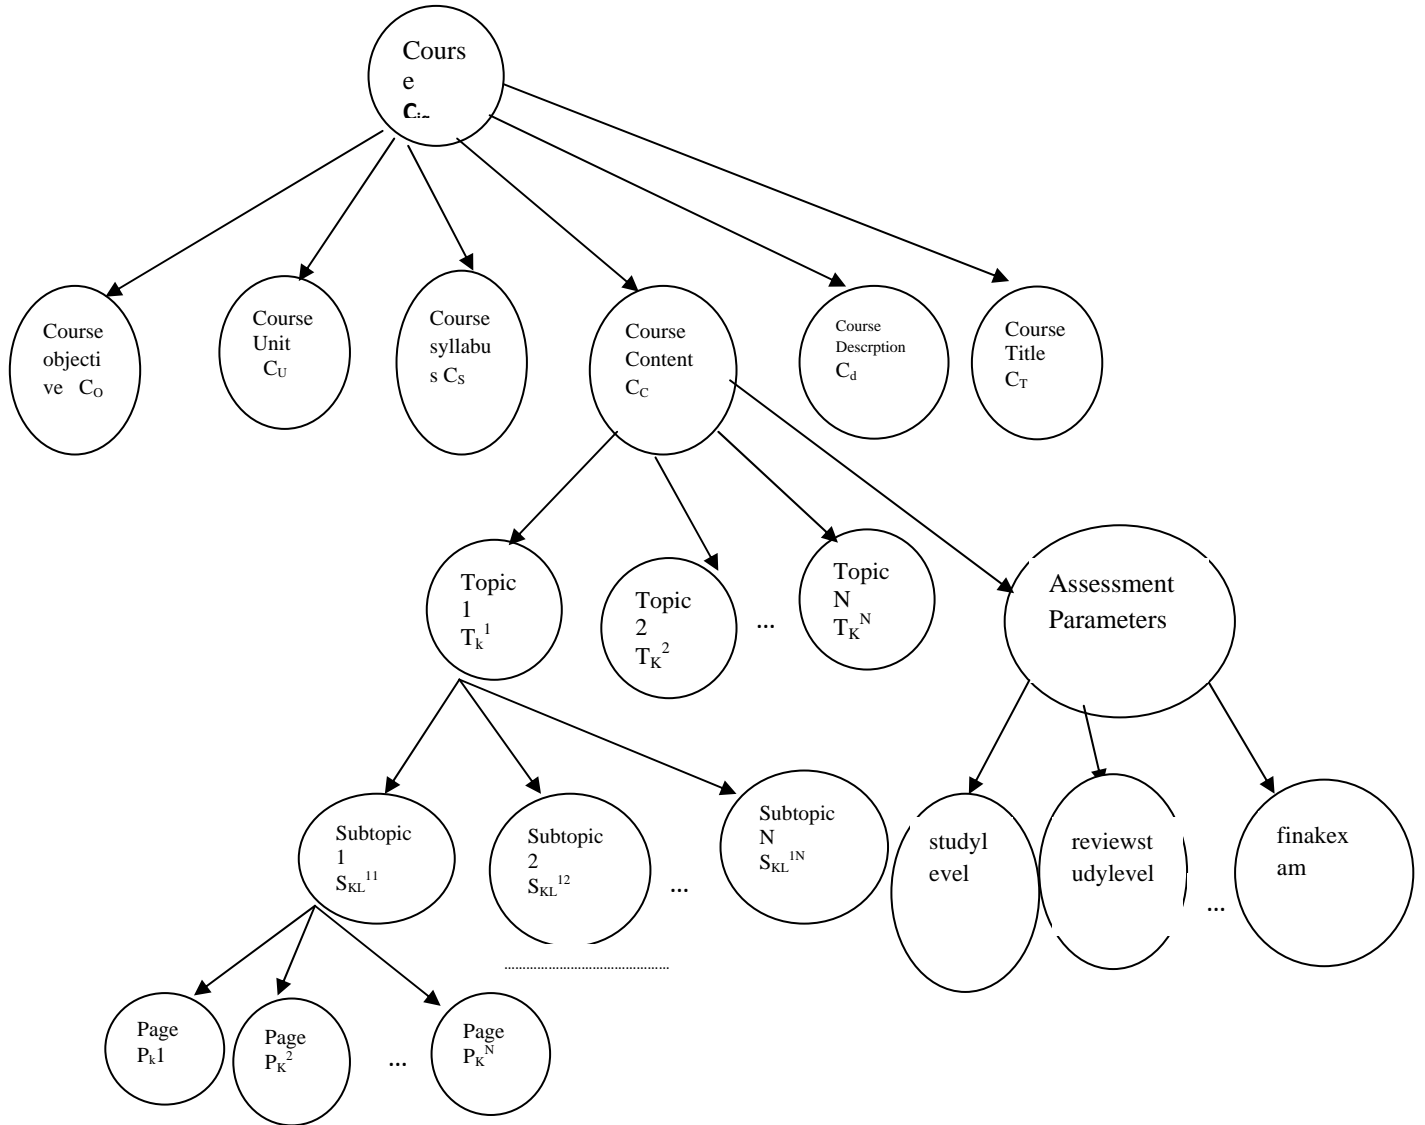 Cours
e
Course
objecti
ve C_O
Course
Unit
C_U
Course
syllabu
s C_S
Course
Content
C_C
Course
Descrption
C_d
Course
Title
C_T
Topic
1
T_k^1
Topic
2
T_K^2
...
Topic
N
T_K^N
Assessment
Parameters
Subtopic
1
S_KL^11
Subtopic
2
S_KL^12
...
Subtopic
N
S_KL^1N
studyl
evel
reviewst
udylevel
...
finakex
am
Page
P_k1
Page
P_K^2
...
Page
P_K^N